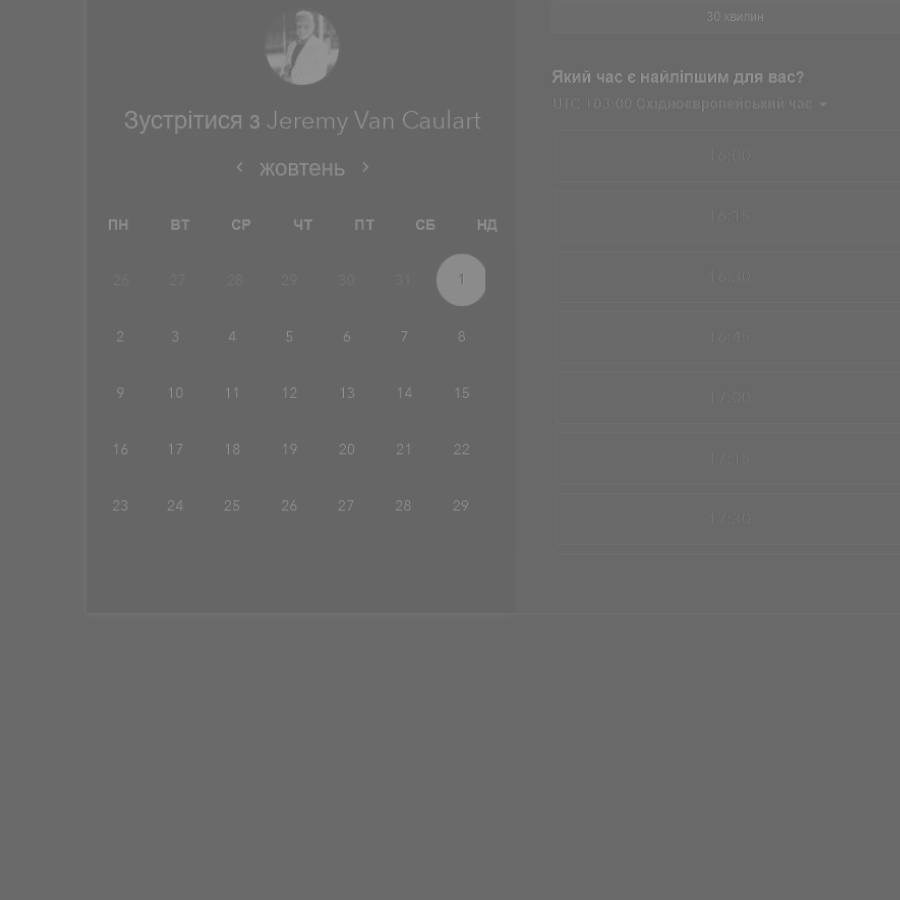 30 хвилин
Який час є найліпшим для вас?
UTC +03:00 Східноєвропейський час
Зустрітися з Jeremy Van Caulart
жовтень
ПН ВТ СР ЧТ ПТ СБ НД
26 27 28 29 30 31 1
2 3 4 5 6 7 8
9 10 11 12 13 14 15
16 17 18 19 20 21 22
23 24 25 26 27 28 29
16:00
16:15
16:30
16:45
17:00
17:15
17:30